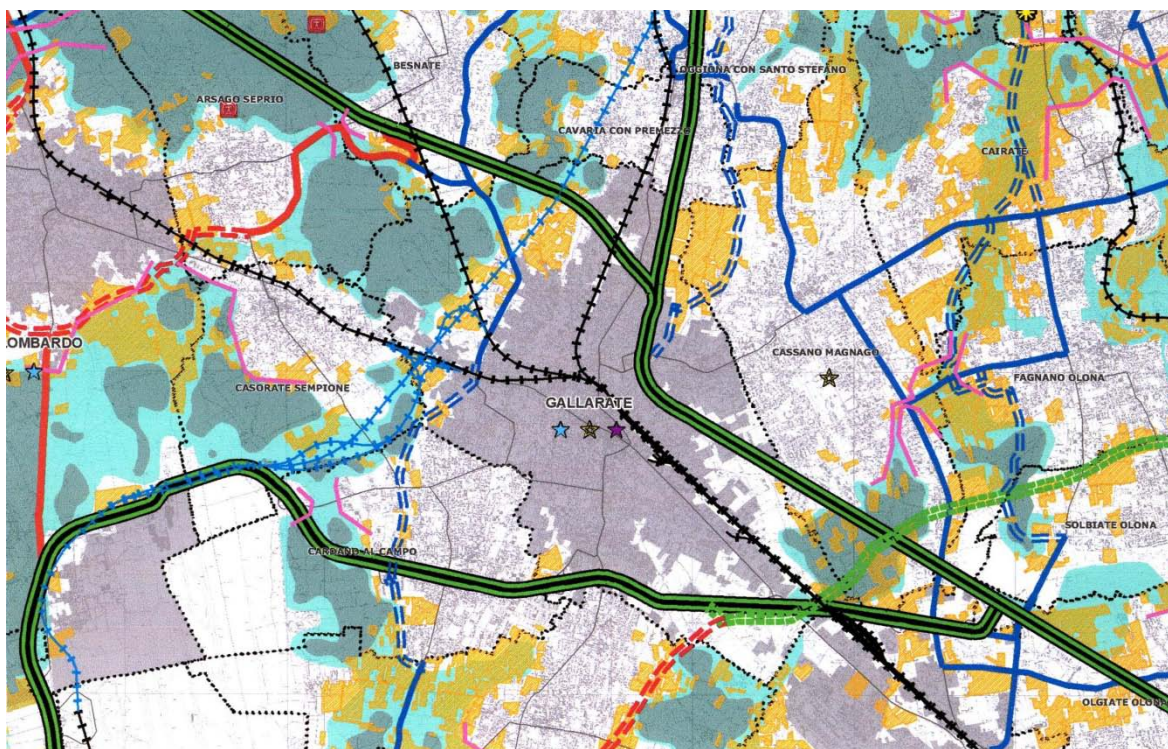 BESNATE
OGGIONA CON SANTO STEFANO
ARSAGO SEPRIO
CAVARIA CON PREMEZZO
CAIRATE
LOMBARDO
CASSANO MAGNAGO
CASORATE SEMPIONE
FAGNANO OLONA
GALLARATE
SOLBIATE OLONA
CARDANO AL CAMPO
OLGIATE OLONA